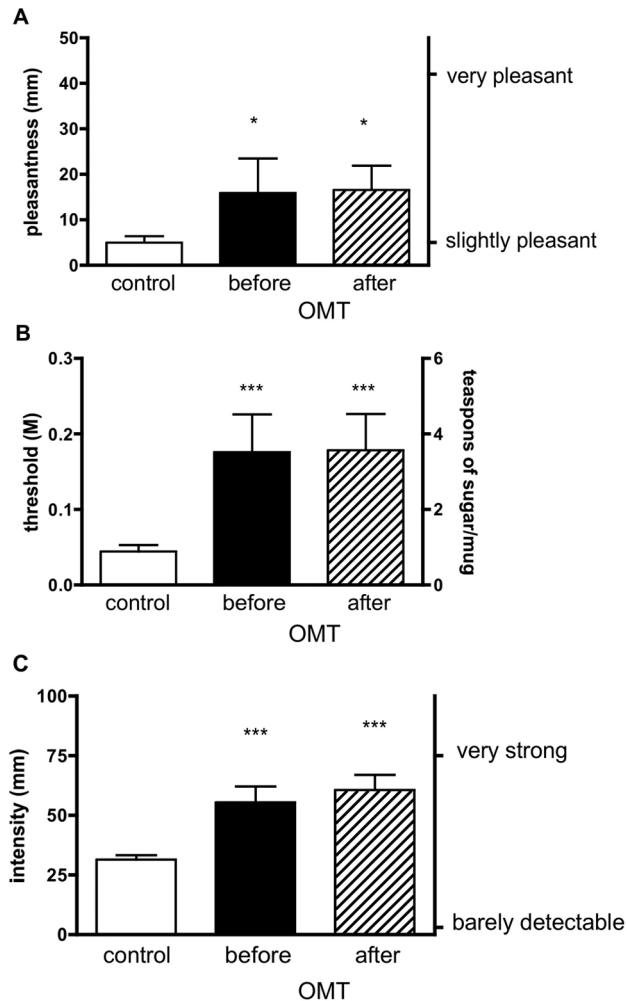 A
50
40
30
20
10
0
pleasantness (mm)
*
*
very pleasant
slightly pleasant
control before after
OMT
B
0.3
0.2
0.1
0.0
threshold (M)
***
***
6
4
2
0
teaspons of sugar/mug
control before after
OMT
C
100
75
50
25
0
intensity (mm)
***
***
very strong
barely detectable
control before after
OMT